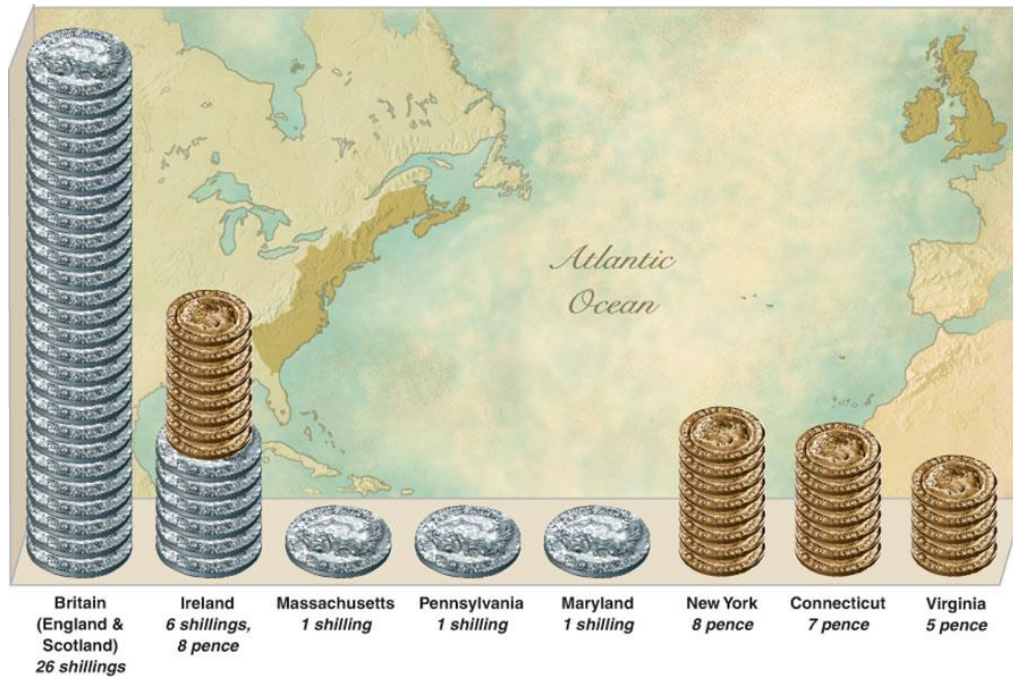 Atlantic
Ocean
Britain
(England &
Scotland)
26 shillings
Ireland
6 shillings,
8 pence
Massachusetts
1 shilling
Pennsylvania
1 shilling
Maryland
1 shilling
New York
8 pence
Connecticut
7 pence
Virginia
5 pence